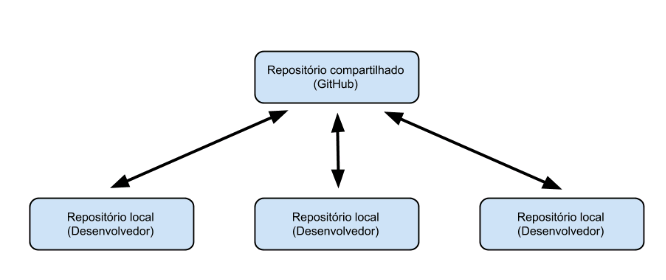 Repositório compartilhado
(GitHub)
Repositório local
(Desenvolvedor)
Repositório local
(Desenvolvedor)
Repositório local
(Desenvolvedor)